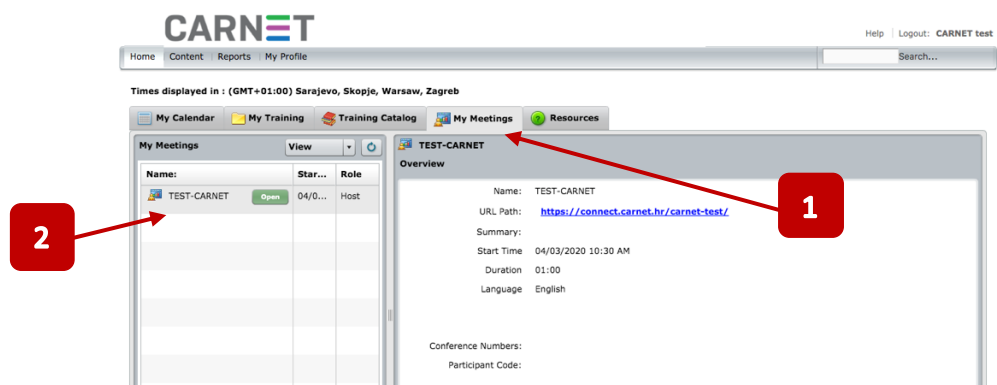 CARNET
Help Logout: CARNET test
Home Content Reports My Profile Search...
Times displayed in : (GMT+01:00) Sarajevo, Skopje, Warsaw, Zagreb
My Calendar My Training Training Catalog My Meetings ? Resources
My Meetings View
TEST-CARNET
Overview
Name: Star... Role
TEST-CARNET Open 04/0... Host
Name: TEST-CARNET
URL Path: https://connect.carnet.hr/carnet-test/
Summary:
Start Time 04/03/2020 10:30 AM
Duration 01:00
Language English
Conference Numbers:
Participant Code:
1
2